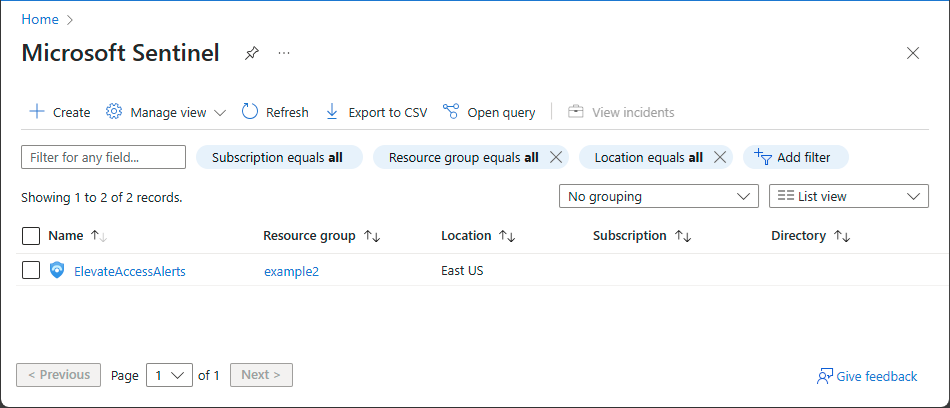 Home >
Microsoft Sentinel
Create Manage view Refresh Export to CSV Open query View incidents
Filter for any field... Subscription equals all Resource group equals all Location equals all Add filter
Showing 1 to 2 of 2 records. No grouping List view
Name Resource group Location Subscription Directory
ElevateAccessAlerts example2 East US
< Previous Page 1 of 1 Next > Give feedback